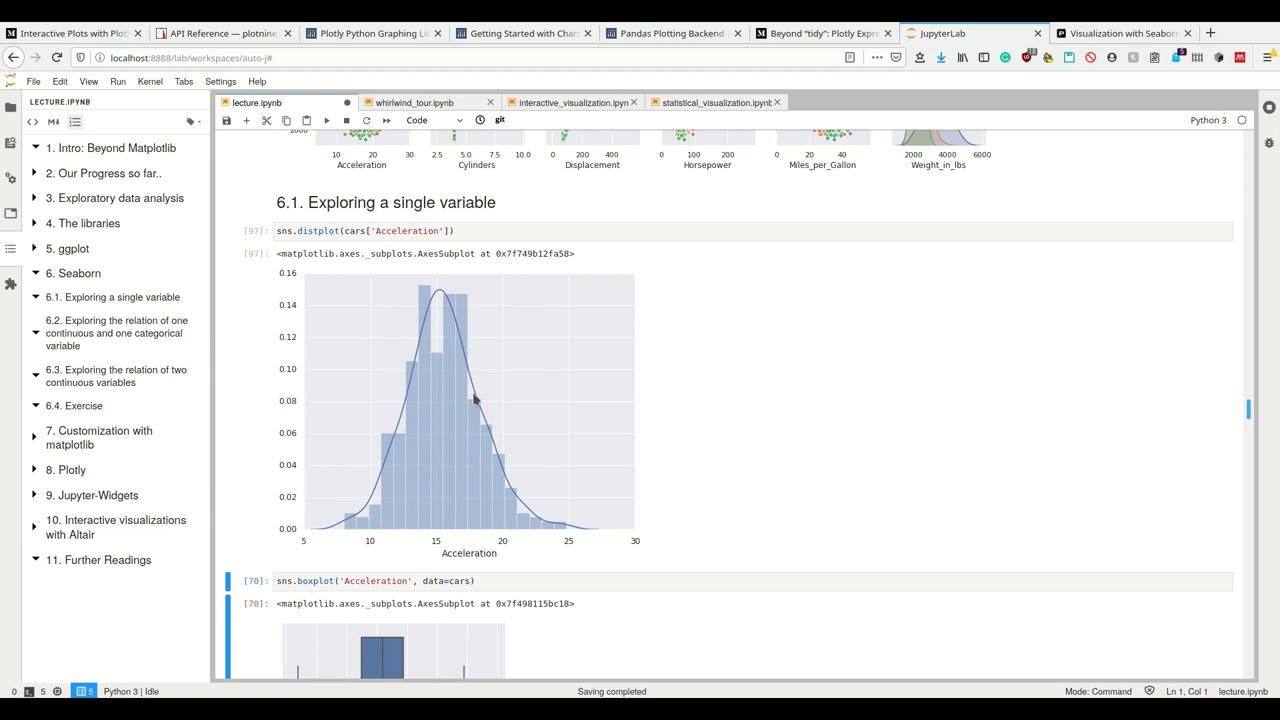 Interactive Plots with Plotl
API Reference — plotnine
Plotly Python Graphing Lib
Getting Started with Chart
Pandas Plotting Backend
Beyond "tidy": Plotly Expre
JupyterLab
Visualization with Seaborn
localhost:8888/lab/workspaces/auto-j#
File Edit View Run Kernel Tabs Settings Help
LECTURE.IPYNB
1. Intro: Beyond Matplotlib
2. Our Progress so far..
3. Exploratory data analysis
4. The libraries
5. ggplot
6. Seaborn
6.1. Exploring a single variable
6.2. Exploring the relation of one
continuous and one categorical
variable
6.3. Exploring the relation of two
continuous variables
6.4. Exercise
7. Customization with
matplotlib
8. Plotly
9. Jupyter-Widgets
10. Interactive visualizations
with Altair
11. Further Readings
lecture.ipynb
whirlwind_tour.ipynb
interactive_visualization.ipyn
statistical_visualization.ipynb
Code
git
Python 3
2000
10 20 30 2.5 5.0 7.5 10.0 0 200 400 0 100 200 0 20 40 2000 4000 6000
Acceleration Cylinders Displacement Horsepower Miles_per_Gallon Weight_in_lbs
6.1. Exploring a single variable
[97]: sns.distplot(cars['Acceleration'])
[97]: <matplotlib.axes._subplots.AxesSubplot at 0x7f749b12fa58>
0.16
0.14
0.12
0.10
0.08
0.06
0.04
0.02
0.00
5 10 15 20 25 30
Acceleration
[70]: sns.boxplot('Acceleration', data=cars)
[70]: <matplotlib.axes._subplots.AxesSubplot at 0x7f498115bc18>
0 5 5 Python 3 | Idle
Saving completed
Mode: Command Ln 1, Col 1 lecture.ipynb